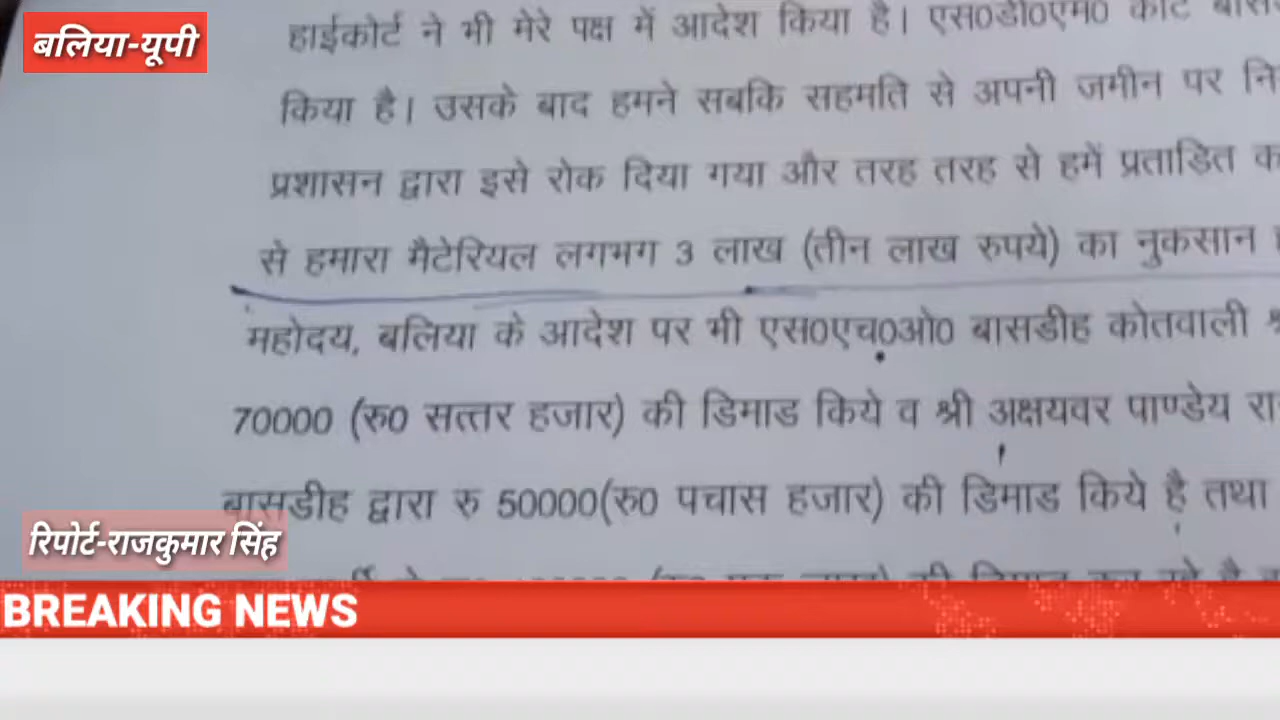 बलिया-यूपी
हाईकोर्ट ने भी मेरे पक्ष में आदेश किया है। एस0डी0एम0 कोर्ट
किया है। उसके बाद हमने सबकि सहमति से अपनी जमीन पर
प्रशासन द्वारा इसे रोक दिया गया और तरह तरह से हमें प्रताडित
से हमारा मैटेरियल लगभग 3 लाख (तीन लाख रुपये) का नुकसान
महोदय, बलिया के आदेश पर भी एस0एच0ओ0 बासडीह कोतवाली
70000 (रु0 सत्तर हजार) की डिमाड किये व श्री अक्षयवर पाण्डेय
बासडीह द्वारा रु 50000(रु0 पचास हजार) की डिमाड किये है तथा
रिपोर्ट-राजकुमार सिंह
BREAKING NEWS